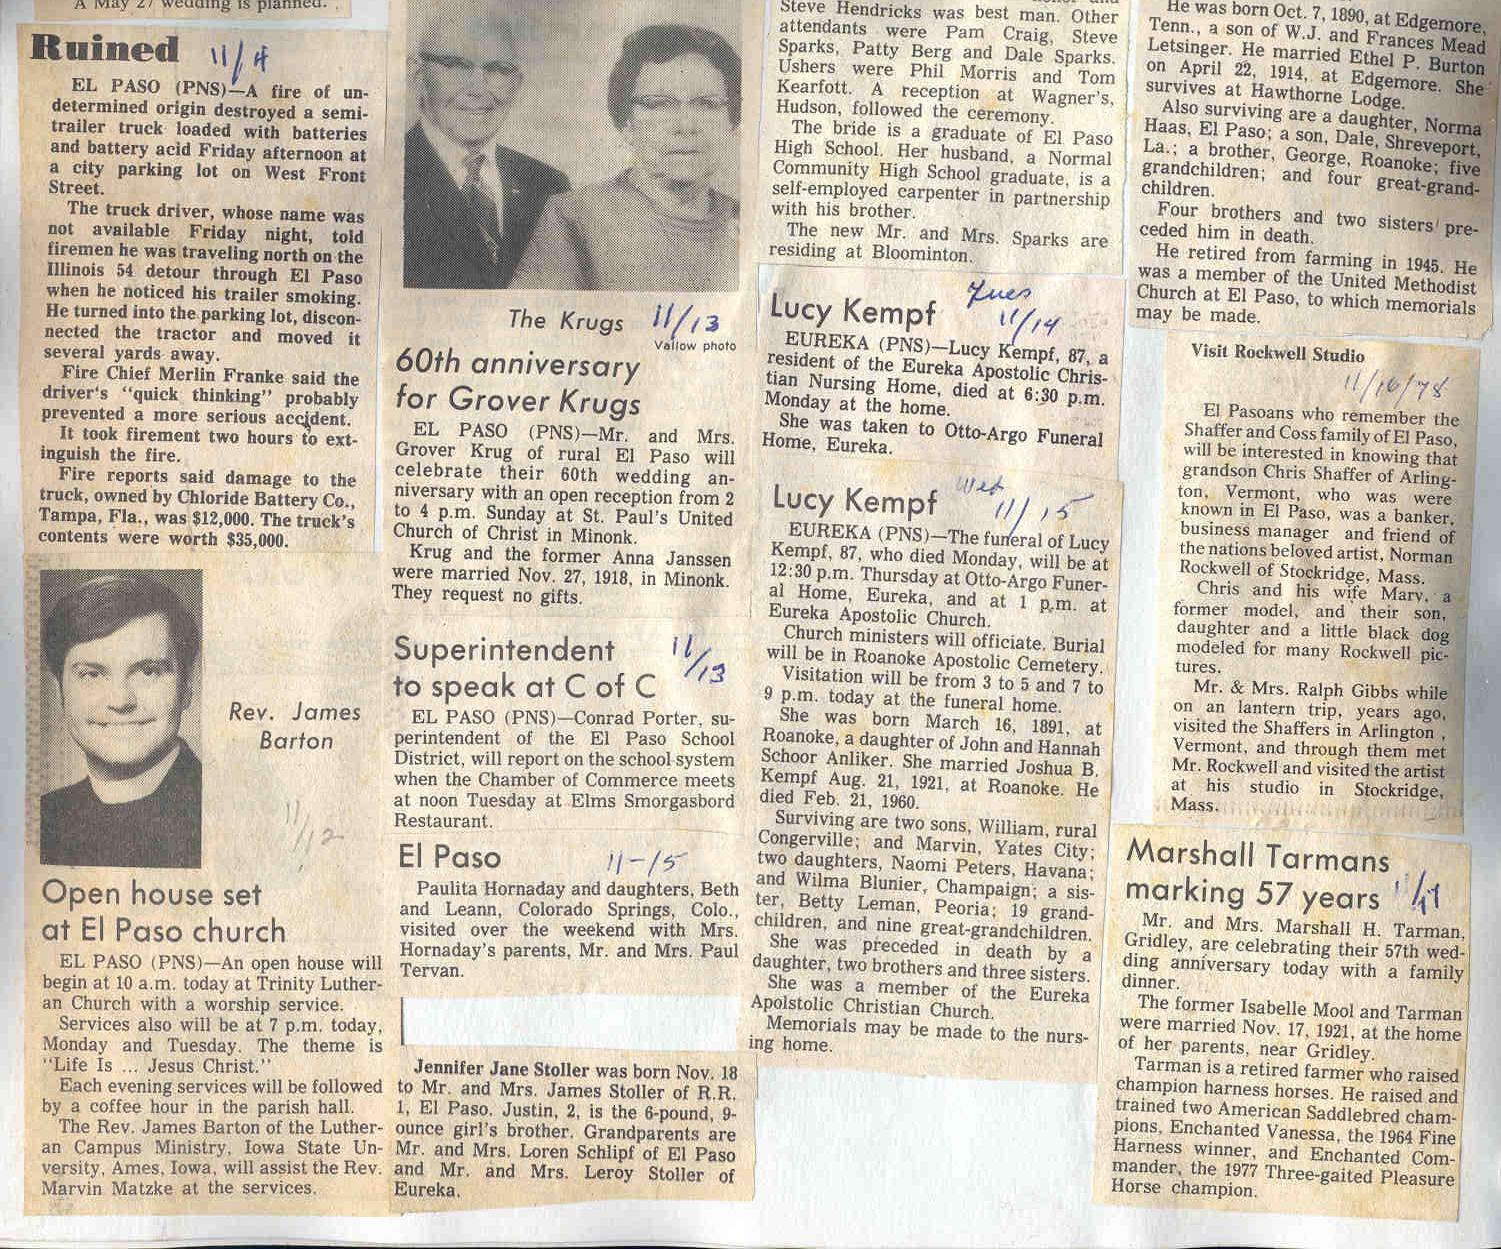 A May 27 wedding is planned.
Ruined 11/4
EL PASO (PNS)—A fire of un-
determined origin destroyed a semi-
trailer truck loaded with batteries
and battery acid Friday afternoon at
a city parking lot on West Front
Street.
The truck driver, whose name was
not available Friday night, told
firemen he was traveling north on the
Illinois 54 detour through El Paso
when he noticed his trailer smoking.
He turned into the parking lot, discon-
nected the tractor and moved it
several yards away.
Fire Chief Merlin Franke said the
driver's "quick thinking" probably
prevented a more serious accident.
It took firement two hours to ext-
inguish the fire.
Fire reports said damage to the
truck, owned by Chloride Battery Co.,
Tampa, Fla., was $12,000. The truck's
contents were worth $35,000.
Rev. James
Barton
11/12
Open house set
at El Paso church
EL PASO (PNS)—An open house will
begin at 10 a.m. today at Trinity Luther-
an Church with a worship service.
Services also will be at 7 p.m. today,
Monday and Tuesday. The theme is
"Life Is ... Jesus Christ."
Each evening services will be followed
by a coffee hour in the parish hall.
The Rev. James Barton of the Luther-
an Campus Ministry, Iowa State Un-
versity, Ames, Iowa, will assist the Rev.
Marvin Matzke at the services.
The Krugs 11/13
Vallow photo
60th anniversary
for Grover Krugs
EL PASO (PNS)—Mr. and Mrs.
Grover Krug of rural El Paso will
celebrate their 60th wedding an-
niversary with an open reception from 2
to 4 p.m. Sunday at St. Paul's United
Church of Christ in Minonk.
Krug and the former Anna Janssen
were married Nov. 27, 1918, in Minonk.
They request no gifts.
Superintendent 11/13
to speak at C of C
EL PASO (PNS)—Conrad Porter, su-
perintendent of the El Paso School
District, will report on the school system
when the Chamber of Commerce meets
at noon Tuesday at Elms Smorgasbord
Restaurant.
El Paso 11-15
Paulita Hornaday and daughters, Beth
and Leann, Colorado Springs, Colo.,
visited over the weekend with Mrs.
Hornaday's parents, Mr. and Mrs. Paul
Tervan.
Jennifer Jane Stoller was born Nov. 18
to Mr. and Mrs. James Stoller of R.R.
1, El Paso. Justin, 2, is the 6-pound, 9-
ounce girl's brother. Grandparents are
Mr. and Mrs. Loren Schlipf of El Paso
and Mr. and Mrs. Leroy Stoller of
Eureka.
Steve Hendricks was best man. Other
attendants were Pam Craig, Steve
Sparks, Patty Berg and Dale Sparks.
Ushers were Phil Morris and Tom
Kearfott. A reception at Wagner's,
Hudson, followed the ceremony.
The bride is a graduate of El Paso
High School. Her husband, a Normal
Community High School graduate, is a
self-employed carpenter in partnership
with his brother.
The new Mr. and Mrs. Sparks are
residing at Bloominton.
Lucy Kempf Tues 11/14
EUREKA (PNS)—Lucy Kempf, 87, a
resident of the Eureka Apostolic Chris-
tian Nursing Home, died at 6:30 p.m.
Monday at the home.
She was taken to Otto-Argo Funeral
Home, Eureka.
Lucy Kempf Wed 11/15
EUREKA (PNS)—The funeral of Lucy
Kempf, 87, who died Monday, will be at
12:30 p.m. Thursday at Otto-Argo Funer-
al Home, Eureka, and at 1 p.m. at
Eureka Apostolic Church.
Church ministers will officiate. Burial
will be in Roanoke Apostolic Cemetery.
Visitation will be from 3 to 5 and 7 to
9 p.m. today at the funeral home.
She was born March 16, 1891, at
Roanoke, a daughter of John and Hannah
Schoor Anliker. She married Joshua B.
Kempf Aug. 21, 1921, at Roanoke. He
died Feb. 21, 1960.
Surviving are two sons, William, rural
Congerville; and Marvin, Yates City;
two daughters, Naomi Peters, Havana;
and Wilma Blunier, Champaign; a sis-
ter, Betty Leman, Peoria; 19 grand-
children, and nine great-grandchildren.
She was preceded in death by a
daughter, two brothers and three sisters.
She was a member of the Eureka
Apolstolic Christian Church.
Memorials may be made to the nurs-
ing home.
He was born Oct. 7, 1890, at Edgemore,
Tenn., a son of W.J. and Frances Mead
Letsinger. He married Ethel P. Burton
on April 22, 1914, at Edgemore. She
survives at Hawthorne Lodge.
Also surviving are a daughter, Norma
Haas, El Paso; a son, Dale, Shreveport,
La.; a brother, George, Roanoke; five
grandchildren; and four great-grand-
children.
Four brothers and two sisters pre-
ceded him in death.
He retired from farming in 1945. He
was a member of the United Methodist
Church at El Paso, to which memorials
may be made.
Visit Rockwell Studio
11/16/78
El Pasoans who remember the
Shaffer and Coss family of El Paso,
will be interested in knowing that
grandson Chris Shaffer of Arling-
ton, Vermont, who was were
known in El Paso, was a banker,
business manager and friend of
the nations beloved artist, Norman
Rockwell of Stockridge, Mass.
Chris and his wife Mary, a
former model, and their son,
daughter and a little black dog
modeled for many Rockwell pic-
tures.
Mr. & Mrs. Ralph Gibbs while
on an lantern trip, years ago,
visited the Shaffers in Arlington ,
Vermont, and through them met
Mr. Rockwell and visited the artist
at his studio in Stockridge,
Mass.
Marshall Tarmans
marking 57 years 11/17
Mr. and Mrs. Marshall H. Tarman,
Gridley, are celebrating their 57th wed-
ding anniversary today with a family
dinner.
The former Isabelle Mool and Tarman
were married Nov. 17, 1921, at the home
of her parents, near Gridley.
Tarman is a retired farmer who raised
champion harness horses. He raised and
trained two American Saddlebred cham-
pions, Enchanted Vanessa, the 1964 Fine
Harness winner, and Enchanted Com-
mander, the 1977 Three-gaited Pleasure
Horse champion.